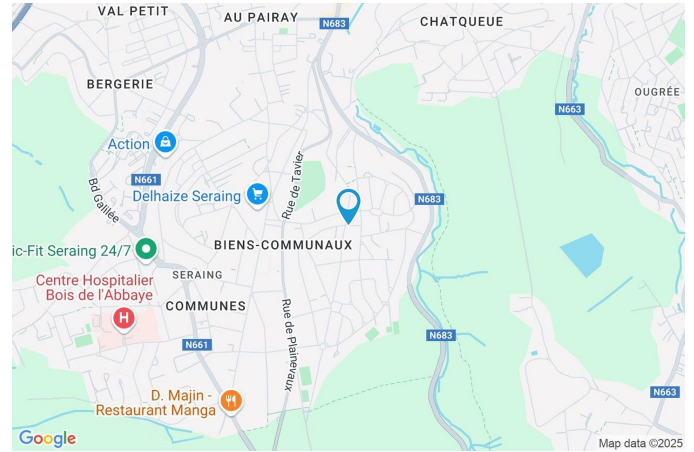 VAL PETIT
AU PAIRAY
N683
CHATQUEUE
BERGERIE
OUGRÉE
N663
N663
Action
N661
Bd Galilée
Delhaize Seraing
Rue de Tavier
N683
BIENS-COMMUNAUX
ic-Fit Seraing 24/7
SERAING
Centre Hospitalier
Bois de l'Abbaye
H
COMMUNES
Rue de Plainevaux
N683
N661
N663
D. Majin -
Restaurant Manga
Google
Map data ©2025